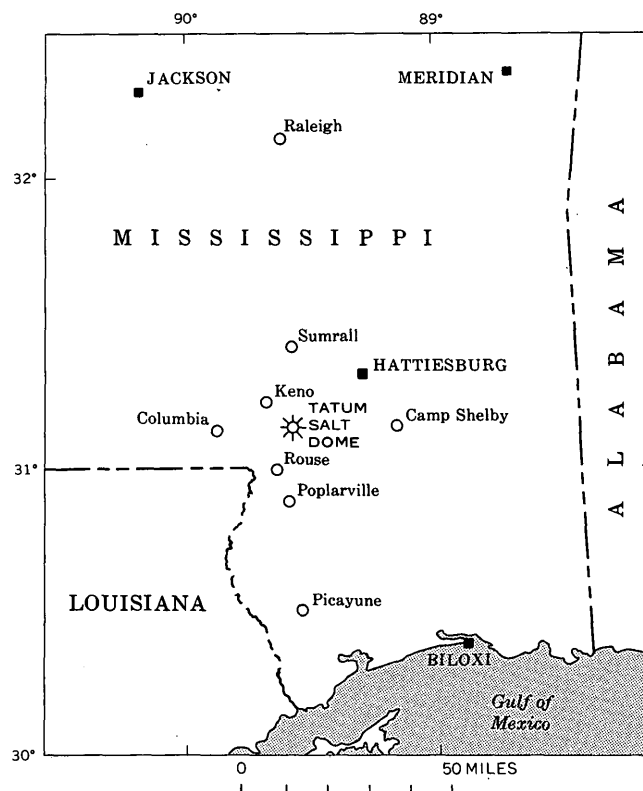 90° 89°
JACKSON MERIDIAN
Raleigh
32°
MISSISSIPPI
Sumrall
HATTIESBURG
Keno
Columbia
TATUM
SALT
DOME
Camp Shelby
Rouse
31°
Poplarville
ALABAMA
LOUISIANA
Picayune
BILOXI
Gulf of
Mexico
30°
0 50 MILES